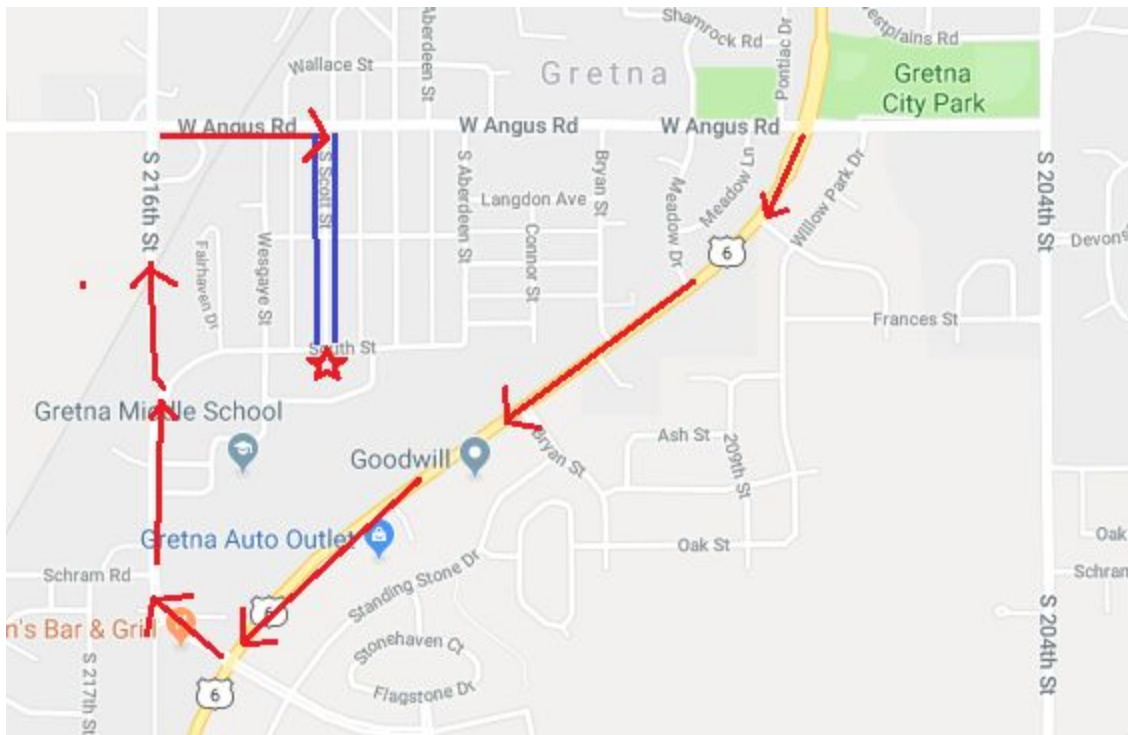 Shamrock Rd
Pontiac Dr
Westplains Rd
Aberdeen St
Wallace St
Gretna
Gretna
City Park
W Angus Rd
W Angus Rd
W Angus Rd
S 216th St
S Scott St
S Aberdeen St
Bryan St
Meadow Ln
Willow Park Dr
S 204th St
Langdon Ave
Meadow Dr
Fairhaven Dr
Wesgaye St
Connor St
6
Devons
Frances St
South St
Gretna Middle School
Goodwill
Bryan St
Ash St
209th St
Gretna Auto Outlet
Oak St
Oak
Schram Rd
Standing Stone Dr
Schram
6
n's Bar & Grill
Stonehaven Ct
S 217th St
Flagstone Dr
6
S 204th St